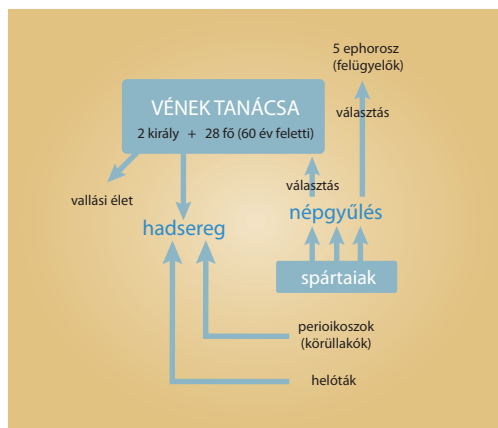 5 ephorosz
(felügyelők)
VÉNEK TANÁCSA
2 király + 28 fő (60 év feletti)
választás
választás
vallási élet
népgyűlés
hadsereg
spártaiak
perioikoszok
(körüllakók)
helóták